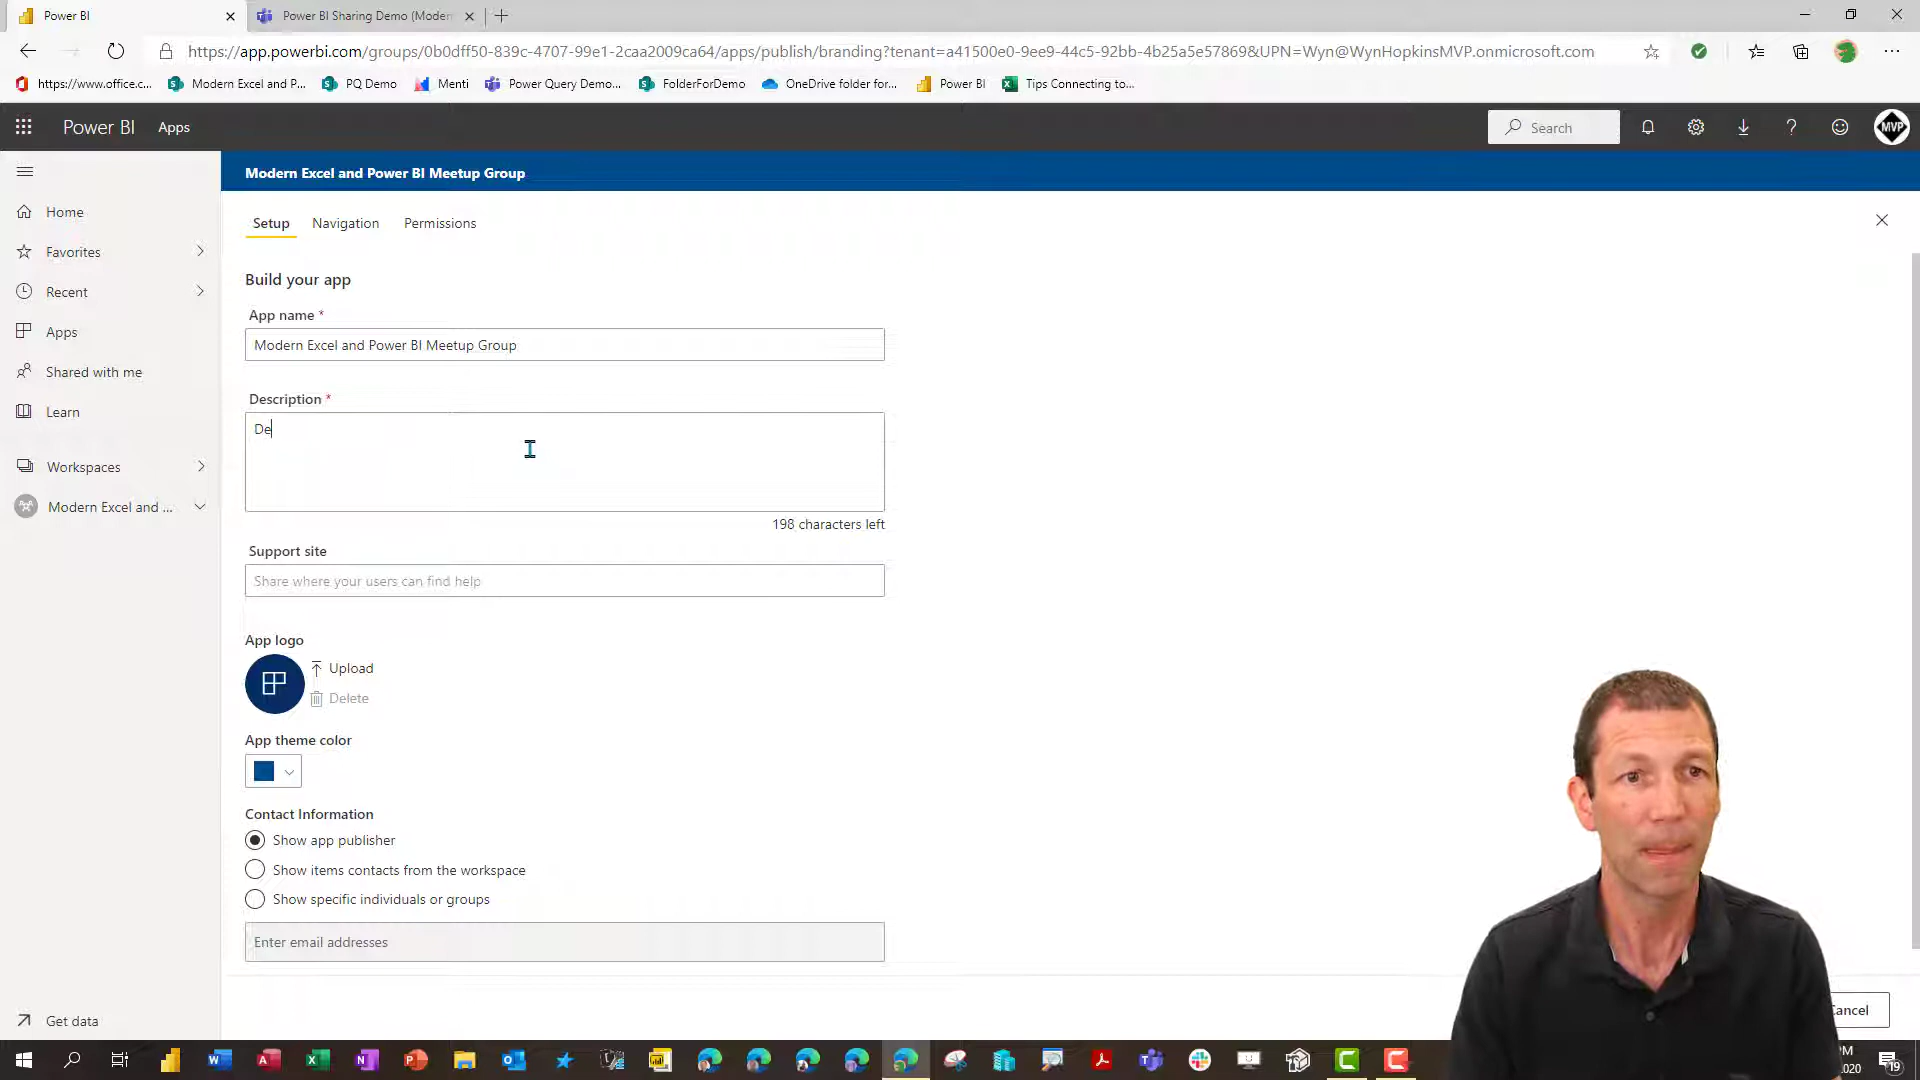 Power BI
Power BI Sharing Demo (Moder
https://app.powerbi.com/groups/0b0dff50-839c-4707-99e1-2caa2009ca64/apps/publish/branding?tenant=a41500e0-9ee9-44c5-92bb-4b25a5e57869&UPN=Wyn@WynHopkinsMVP.onmicrosoft.com
https://www.office.c... Modern Excel and P... PQ Demo Menti Power Query Demo... FolderForDemo OneDrive folder for... Power BI Tips Connecting to...
Power BI Apps Search MVP
Modern Excel and Power BI Meetup Group
Setup Navigation Permissions
Home
Favorites
Recent
Apps
Shared with me
Learn
Workspaces
Modern Excel and ...
Get data
Build your app
App name *
Modern Excel and Power BI Meetup Group
Description *
De
198 characters left
Support site
Share where your users can find help
App logo
Upload
Delete
App theme color
Contact Information
Show app publisher
Show items contacts from the workspace
Show specific individuals or groups
Enter email addresses
Cancel
PM
2020
19